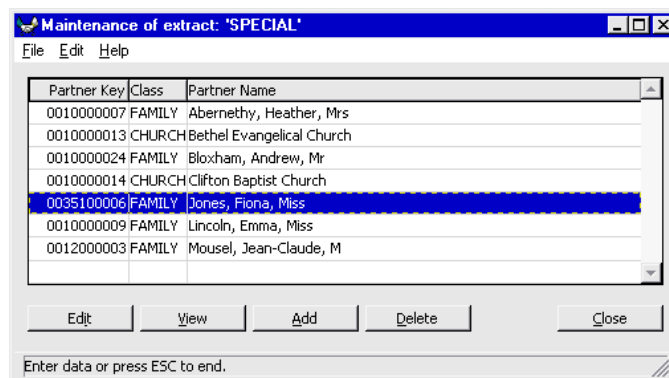 Maintenance of extract: 'SPECIAL'
File Edit Help
Partner Key Class Partner Name
0010000007 FAMILY Abernethy, Heather, Mrs
0010000013 CHURCH Bethel Evangelical Church
0010000024 FAMILY Bloxham, Andrew, Mr
0010000014 CHURCH Clifton Baptist Church
0035100006 FAMILY Jones, Fiona, Miss
0010000009 FAMILY Lincoln, Emma, Miss
0012000003 FAMILY Mousel, Jean-Claude, M
Edit View Add Delete Close
Enter data or press ESC to end.